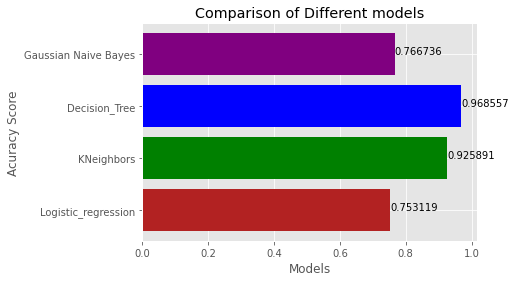 Comparison of Different models
Acuracy Score
Gaussian Naive Bayes
0.766736
Decision_Tree
0.968557
KNeighbors
0.925891
Logistic_regression
0.753119
0.0 0.2 0.4 0.6 0.8 1.0
Models